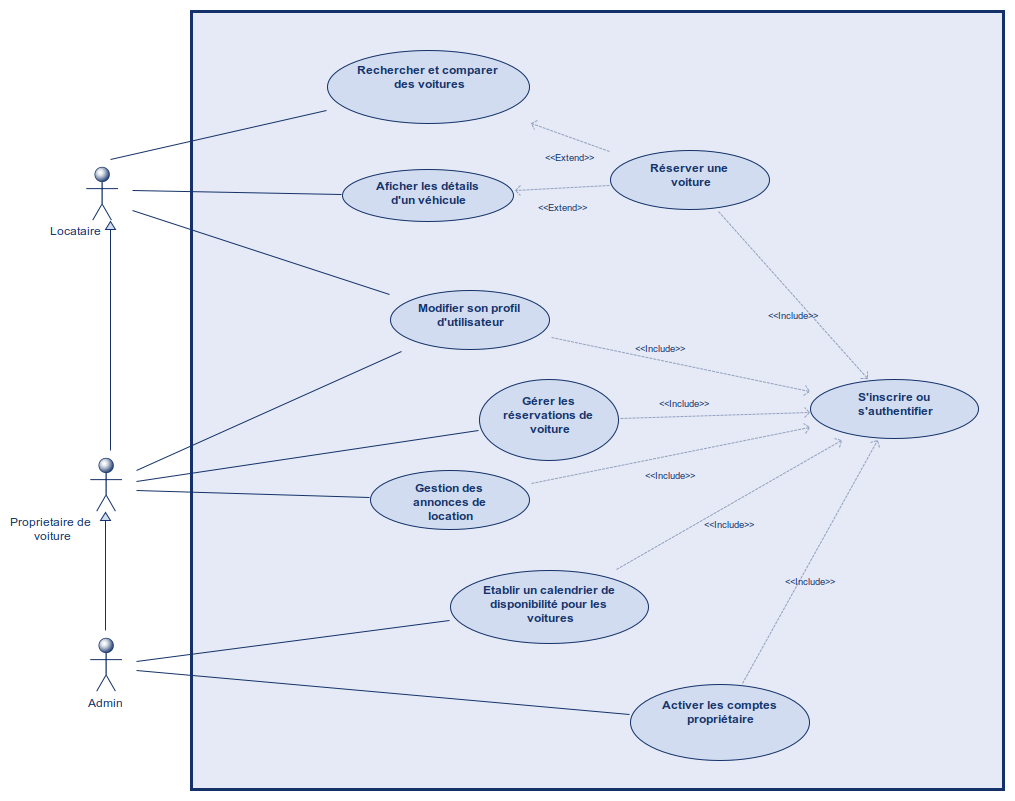 Rechercher et comparer
des voitures
<<Extend>>
Réserver une
voiture
Aficher les détails
d'un véhicule
<<Extend>>
Locataire
Modifier son profil
d'utilisateur
<<Include>>
<<Include>>
Gérer les
réservations de
voiture
<<Include>>
S'inscrire ou
s'authentifier
Gestion des
annonces de
location
<<Include>>
Proprietaire de
voiture
<<Include>>
Etablir un calendrier de
disponibilité pour les
voitures
<<Include>>
Admin
Activer les comptes
propriétaire